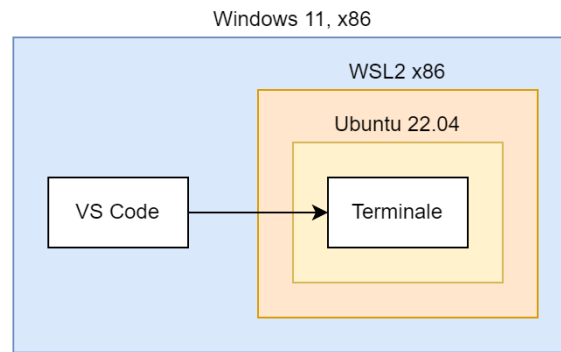 Windows 11, x86
WSL2 x86
Ubuntu 22.04
VS Code
Terminale